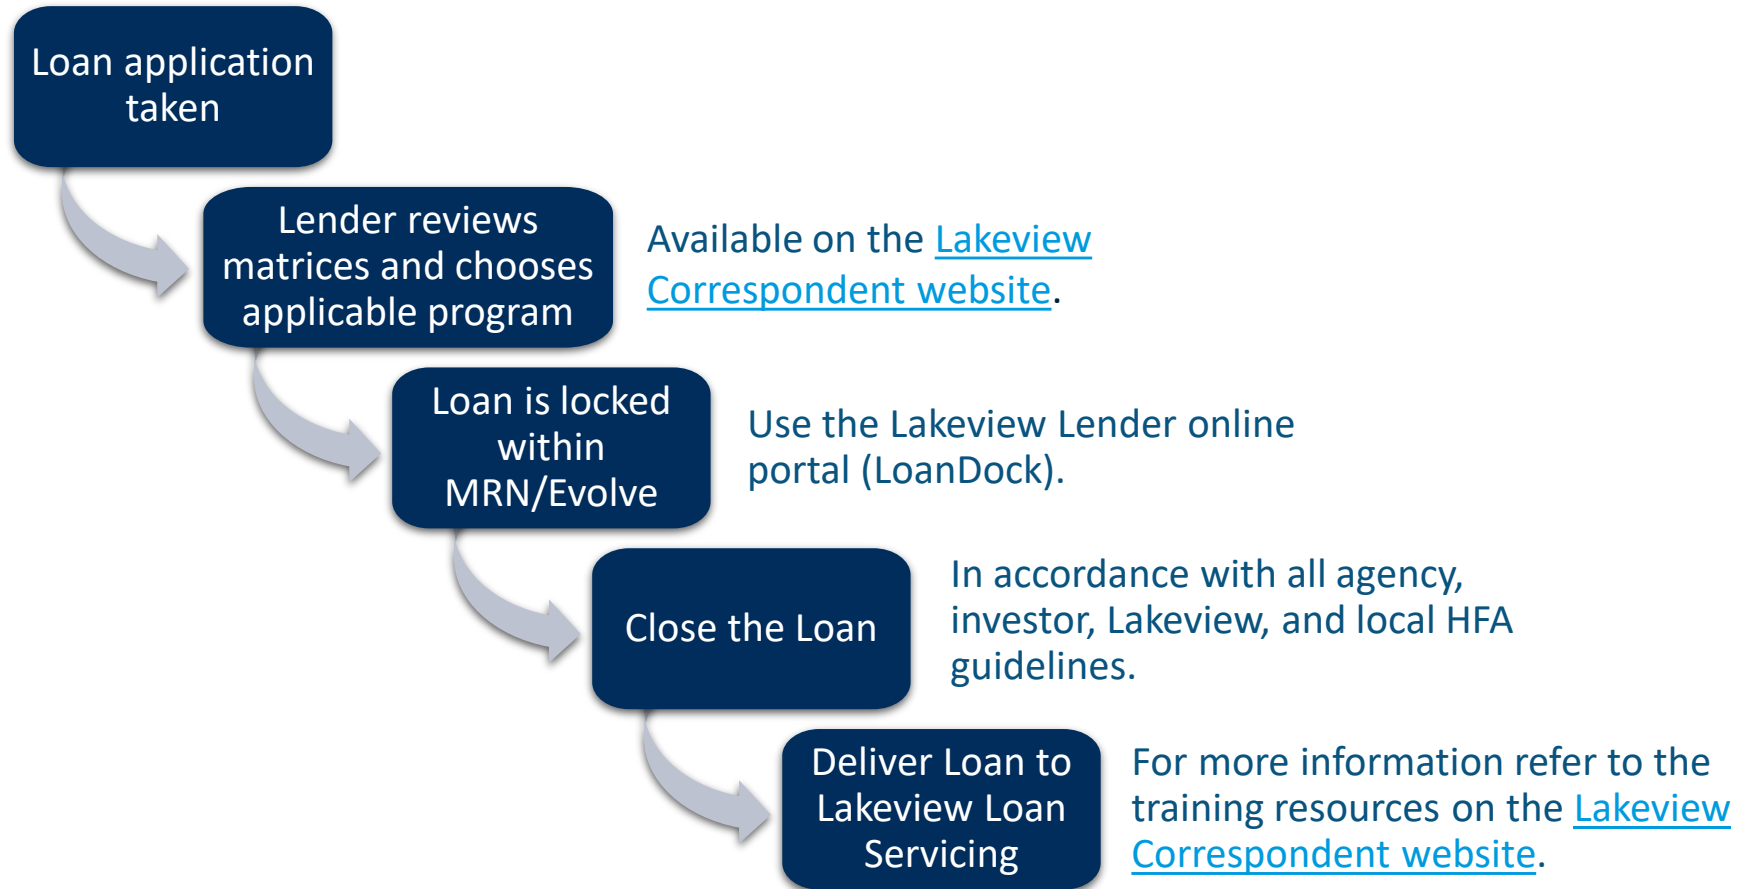 Loan application
taken
Lender reviews
matrices and chooses
applicable program
Available on the Lakeview
Correspondent website.
Loan is locked
within
MRN/Evolve
Use the Lakeview Lender online
portal (LoanDock).
Close the Loan
In accordance with all agency,
investor, Lakeview, and local HFA
guidelines.
Deliver Loan to
Lakeview Loan
Servicing
For more information refer to the
training resources on the Lakeview
Correspondent website.